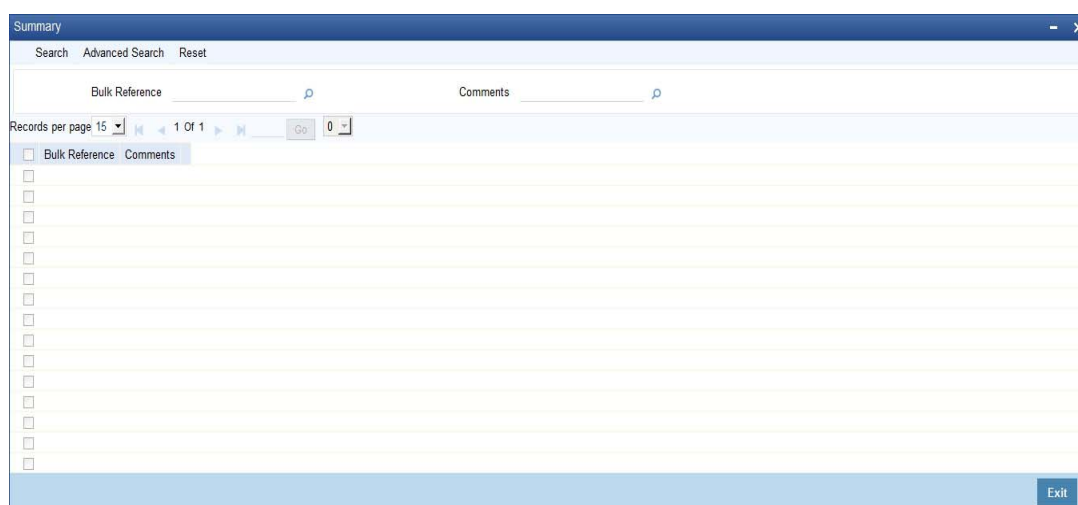 Summary
Search Advanced Search Reset
Bulk Reference Comments
Records per page 15 1 Of 1 Go 0
Bulk Reference Comments
Exit